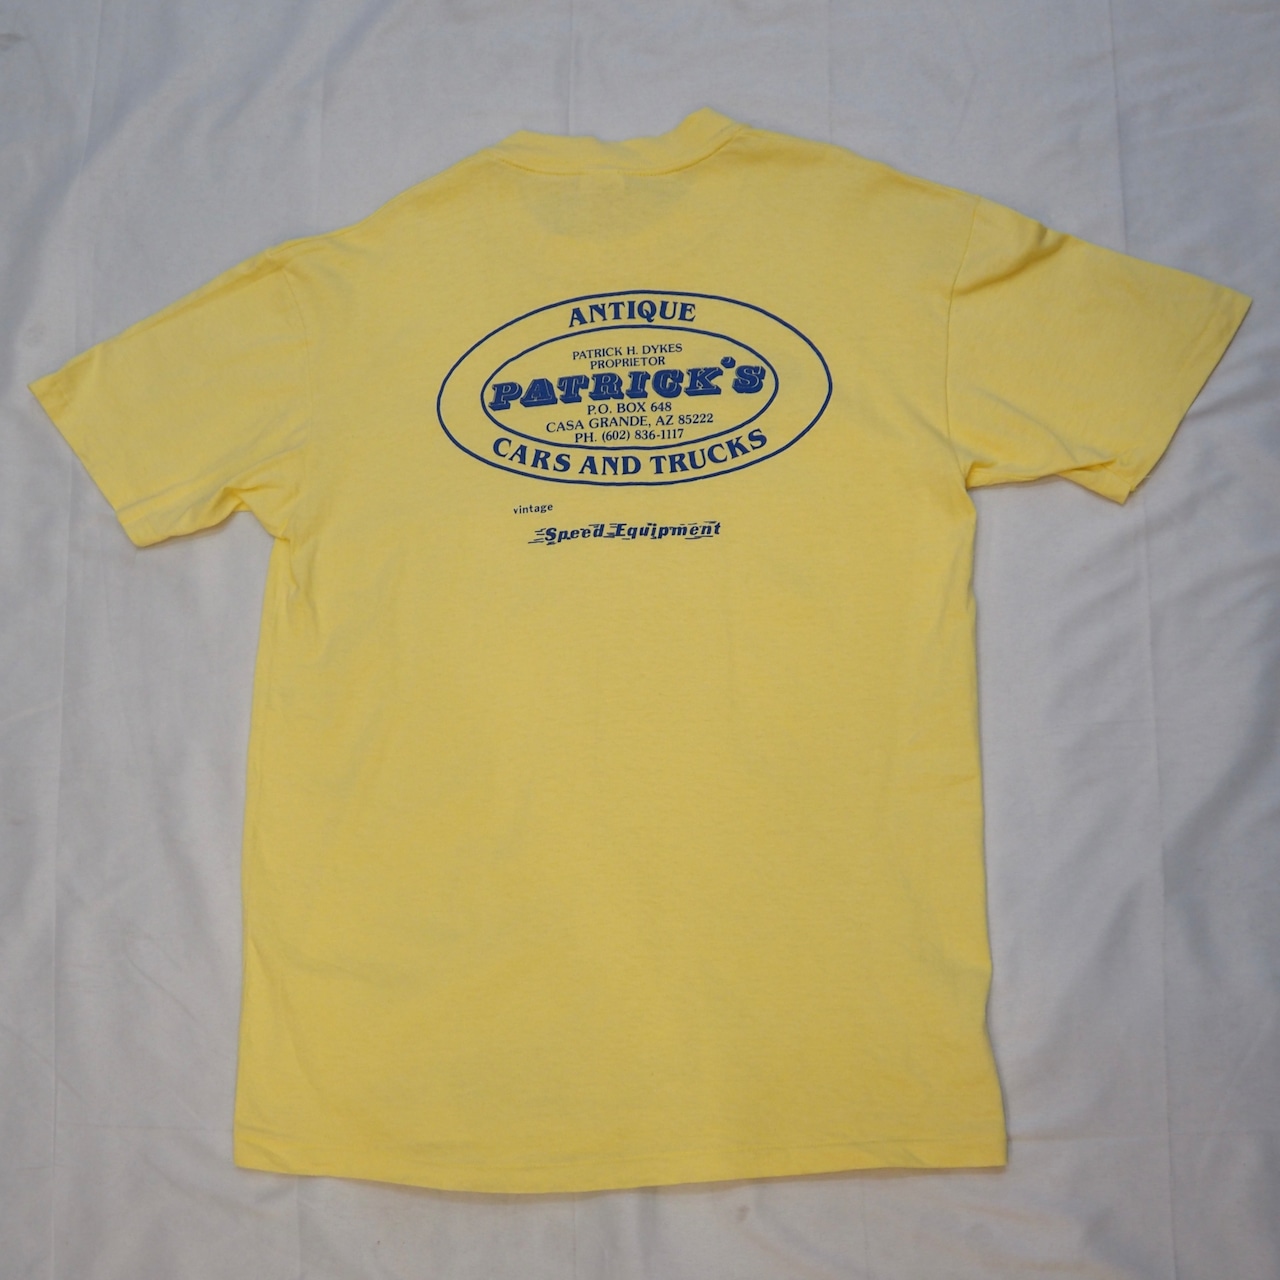 ANTIQUE
PATRICK H. DYKES
PROPRIETOR
PATRICK'S
P.O. BOX 648
CASA GRANDE, AZ 85222
PH. (602) 836-1117
CARS AND TRUCKS
vintage
Speed Equipment